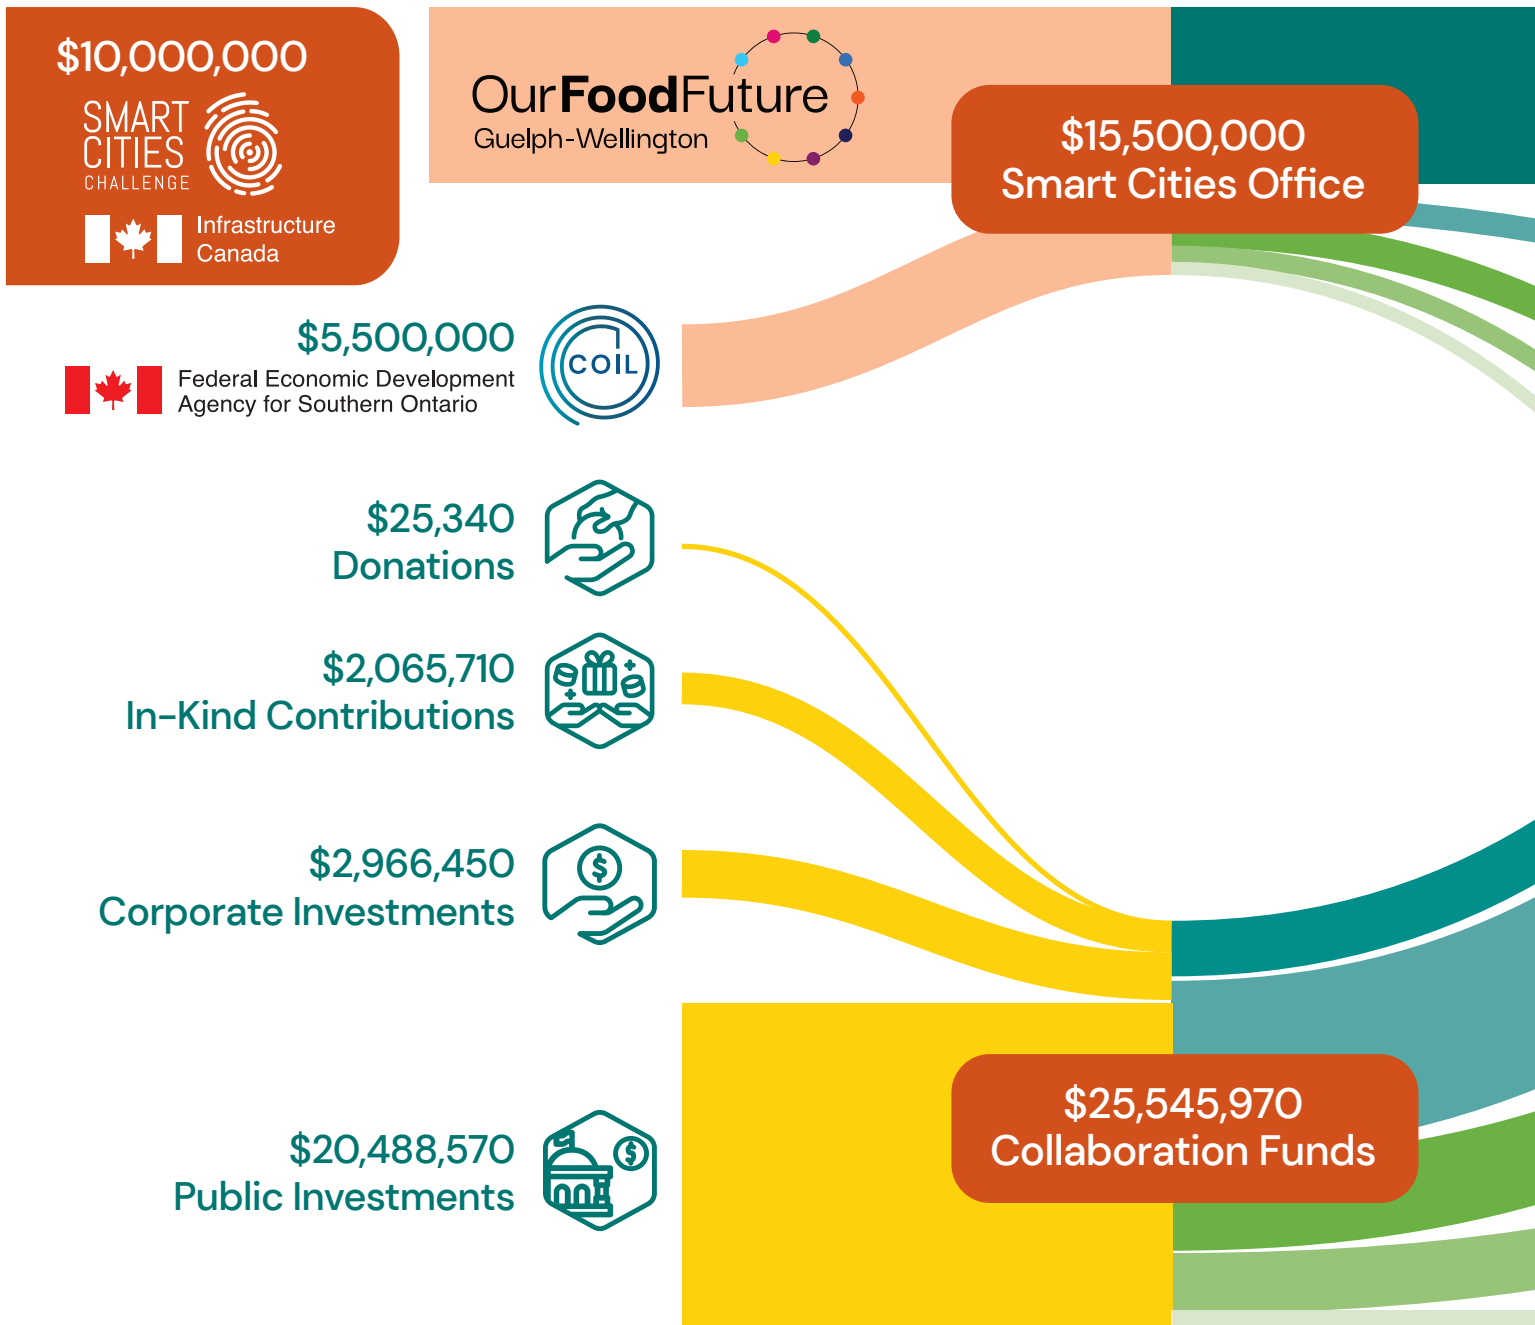 $10,000,000
SMART
CITIES
CHALLENGE
Infrastructure
Canada
OurFoodFuture
Guelph-Wellington
$15,500,000
Smart Cities Office
$5,500,000
Federal Economic Development
Agency for Southern Ontario
COIL
$25,340
Donations
$2,065,710
In-Kind Contributions
$2,966,450
Corporate Investments
$20,488,570
Public Investments
$25,545,970
Collaboration Funds